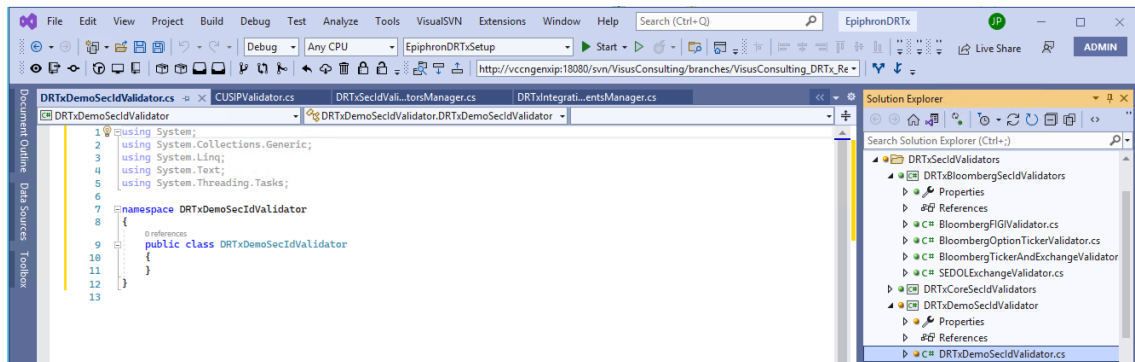 File Edit View Project Build Debug Test Analyze Tools VisualSVN Extensions Window Help Search (Ctrl+Q) EpiphronDRTx JP
Debug Any CPU EpiphronDRTxSetup Start Live Share ADMIN
http://vccngenxip:18080/svn/VisusConsulting/branches/VisusConsulting_DRTx_Re
Document Outline
Data Sources
Toolbox
DRTxDemoSecIdValidator.cs CUSIPValidator.cs DRTxSecIdVali...torsManager.cs DRTxIntegrati...entsManager.cs
DRTxDemoSecIdValidator DRTxDemoSecIdValidator.DRTxDemoSecIdValidator
1 using System;
2 using System.Collections.Generic;
3 using System.Linq;
4 using System.Text;
5 using System.Threading.Tasks;
6
7 namespace DRTxDemoSecIdValidator
8 {
0 references
9 public class DRTxDemoSecIdValidator
10 {
11 }
12 }
13
Solution Explorer
Search Solution Explorer (Ctrl+;)
DRTxSecIdValidators
DRTxBloombergSecIdValidators
Properties
References
C# BloombergFIGIValidator.cs
C# BloombergOptionTickerValidator.cs
C# BloombergTickerAndExchangeValidator
C# SEDOLExchangeValidator.cs
C# DRTxCoreSecIdValidators
C# DRTxDemoSecIdValidator
Properties
References
C# DRTxDemoSecIdValidator.cs